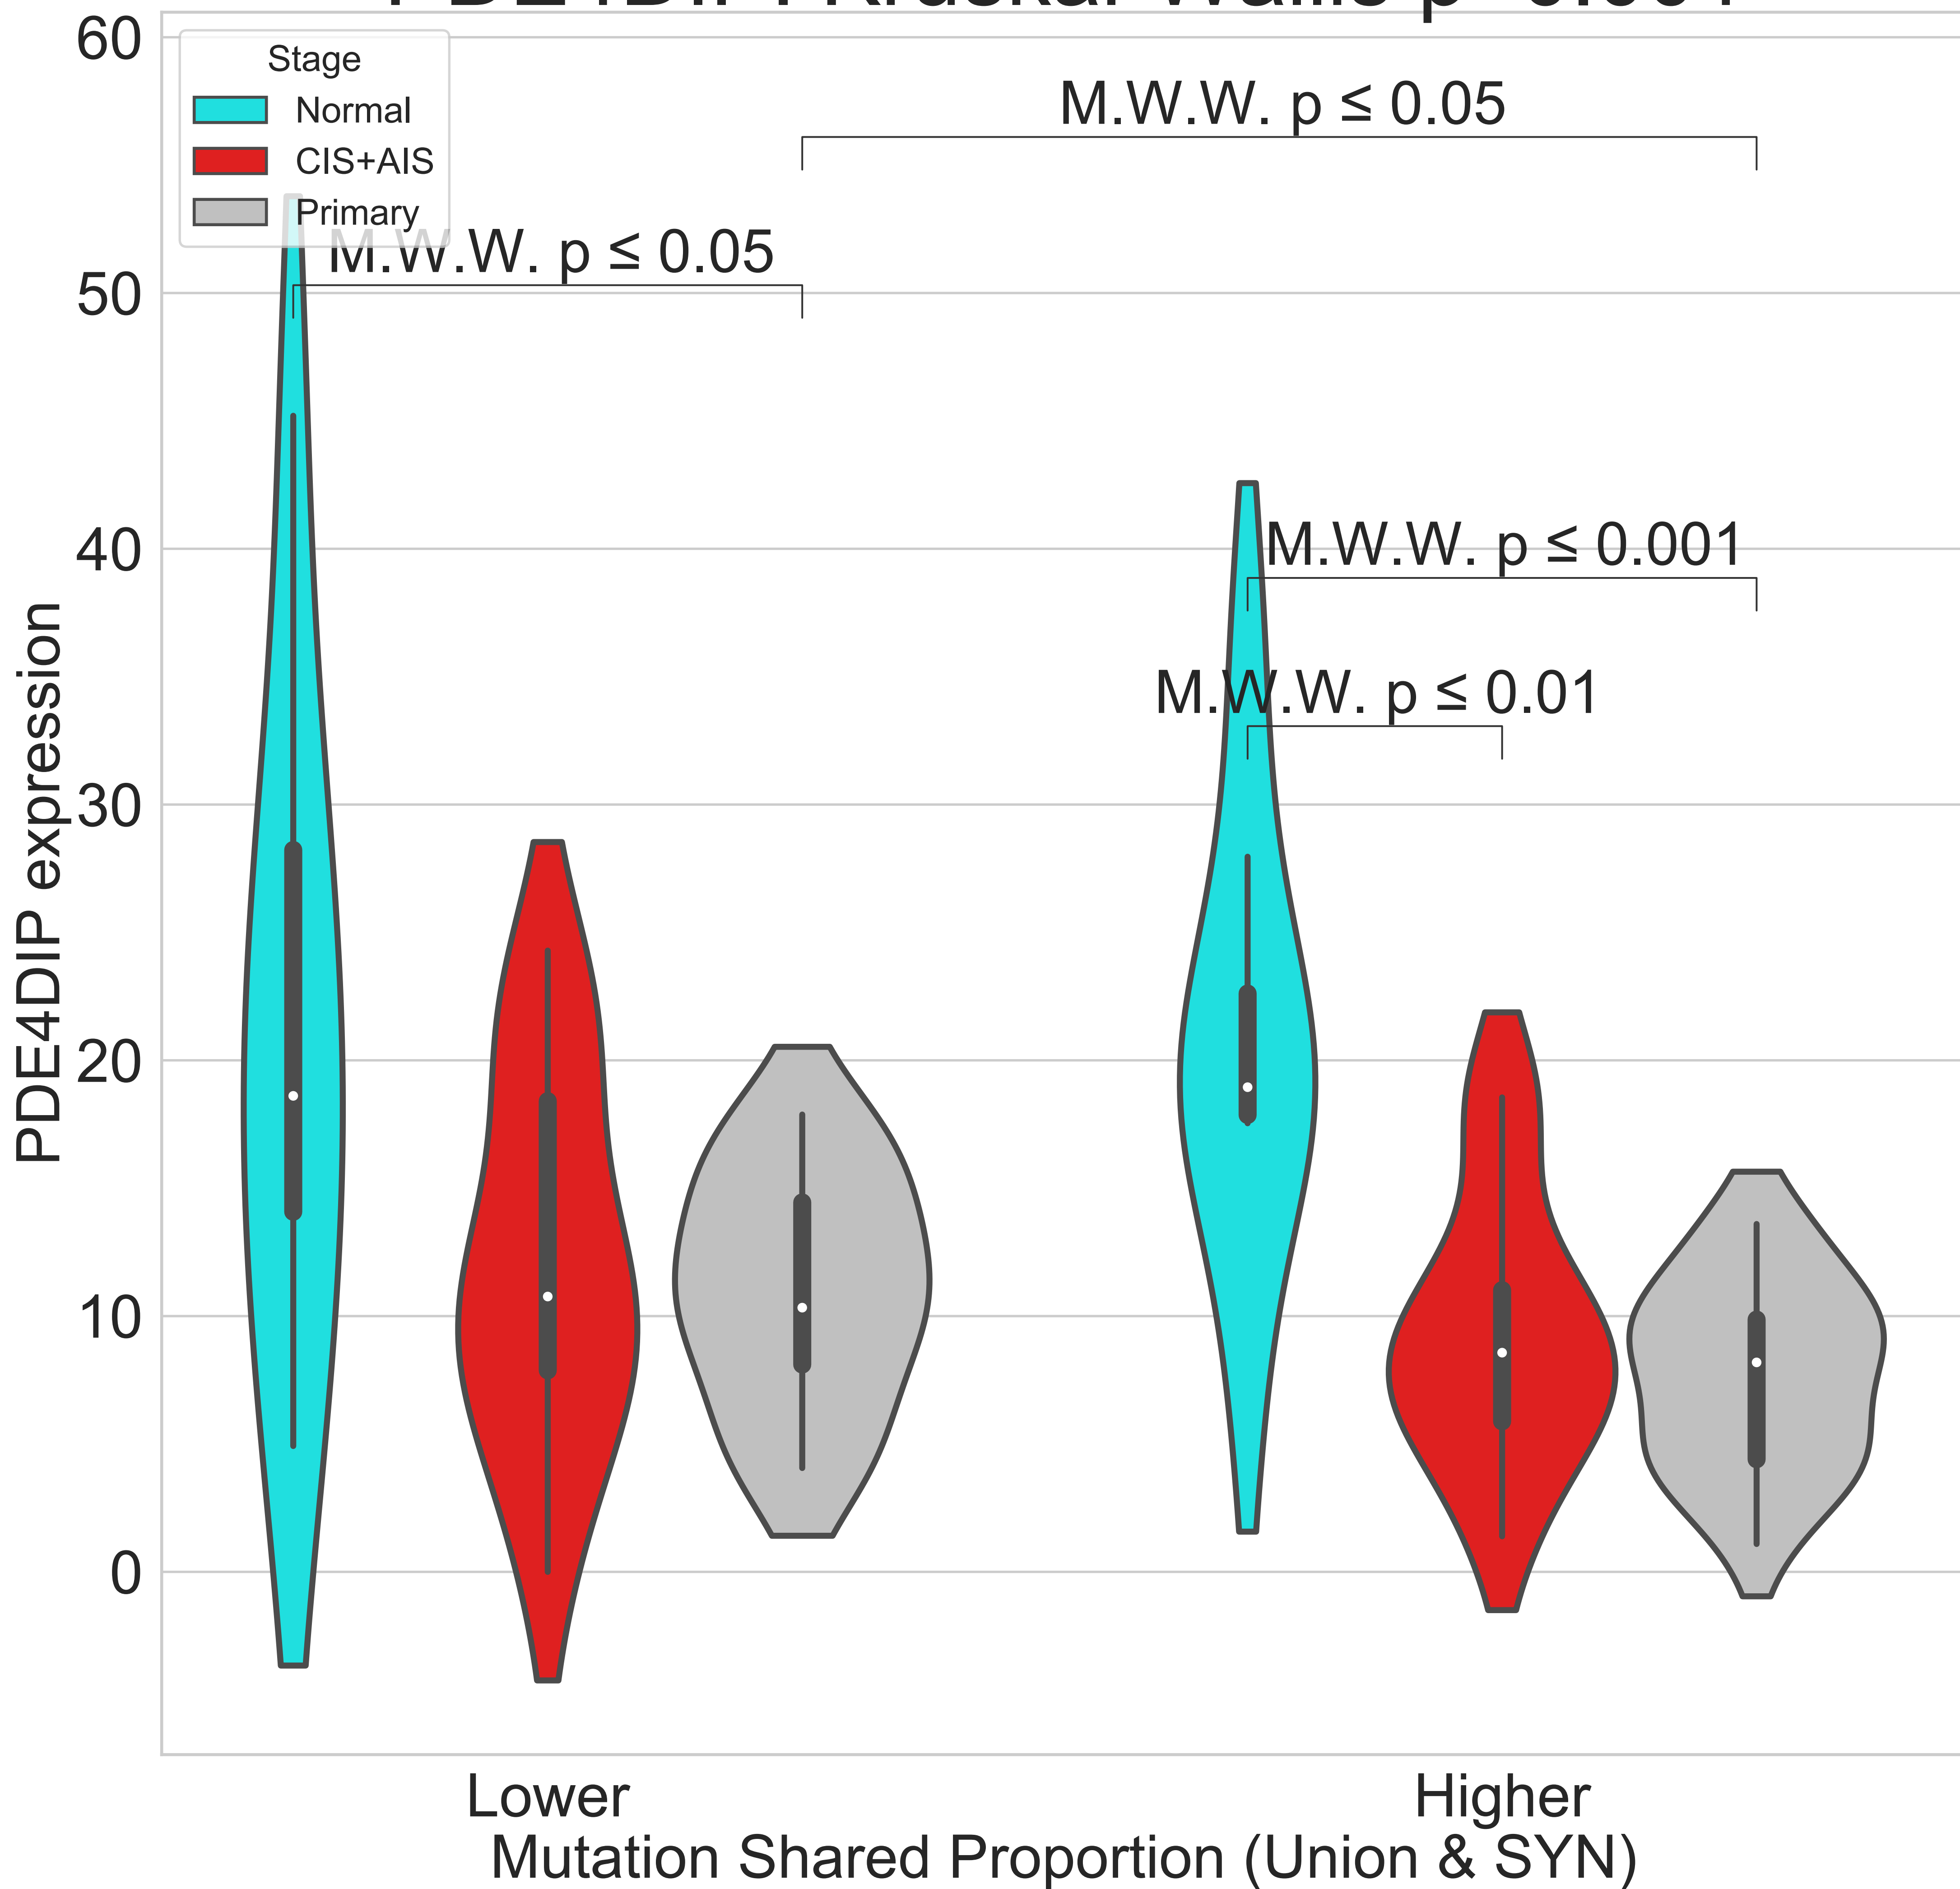 60
Stage
Normal
CIS+AIS
Primary
M.W.W. p ≤ 0.05
M.W.W. p ≤ 0.05
50
40
M.W.W. p ≤ 0.001
M.W.W. p ≤ 0.01
30
20
10
0
PDE4DIP expression
Lower
Higher
Mutation Shared Proportion (Union & SYN)